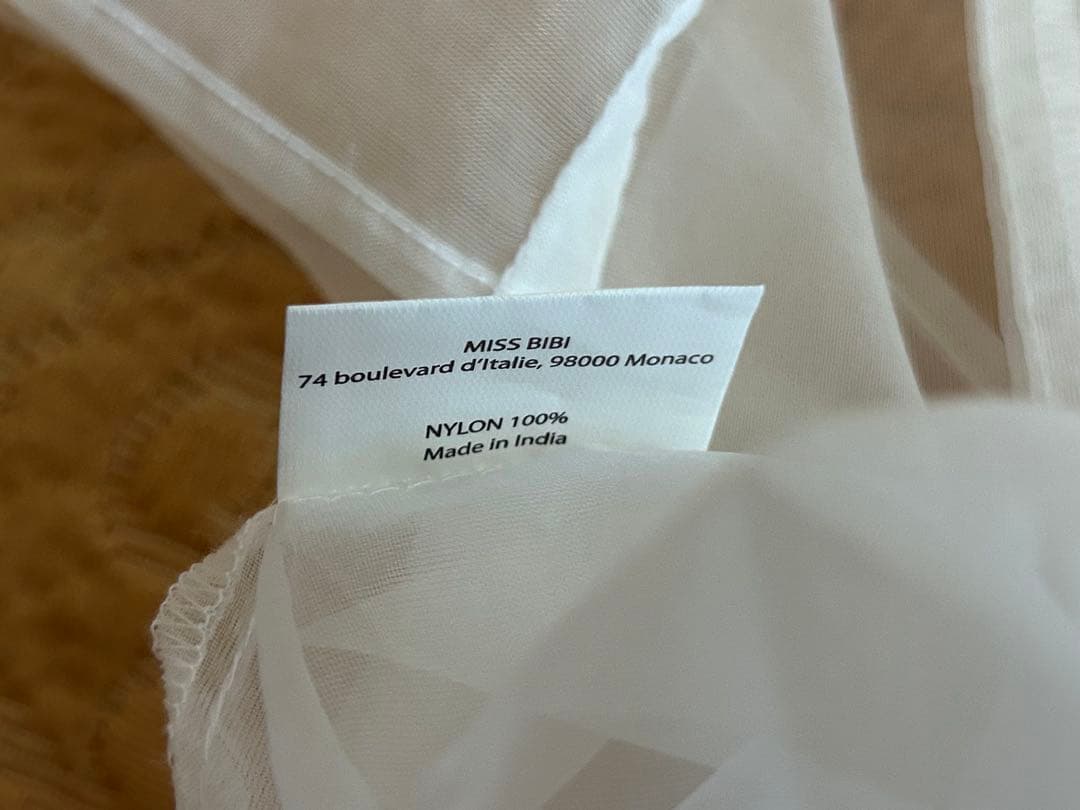 MISS BIBI
74 boulevard d'Italie, 98000 Monaco
NYLON 100%
Made in India